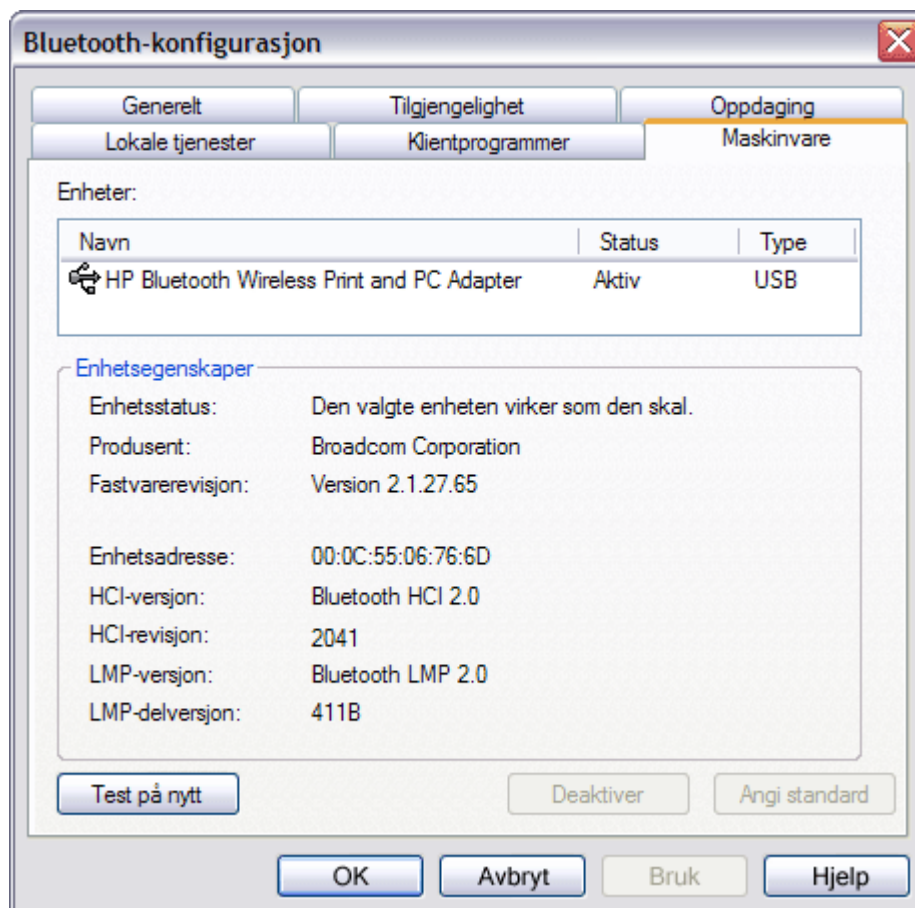 Bluetooth-konfigurasjon
Generelt Tilgjengelighet Oppdaging
Lokale tjenester Klientprogrammer Maskinvare
Enheter:
Navn Status Type
HP Bluetooth Wireless Print and PC Adapter Aktiv USB
Enhetsegenskaper
Enhetsstatus: Den valgte enheten virker som den skal.
Produsent: Broadcom Corporation
Fastvarerevisjon: Version 2.1.27.65
Enhetsadresse: 00:0C:55:06:76:6D
HCI-versjon: Bluetooth HCI 2.0
HCI-revisjon: 2041
LMP-versjon: Bluetooth LMP 2.0
LMP-delversjon: 411B
Test på nytt Deaktiver Angi standard
OK Avbryt Bruk Hjelp